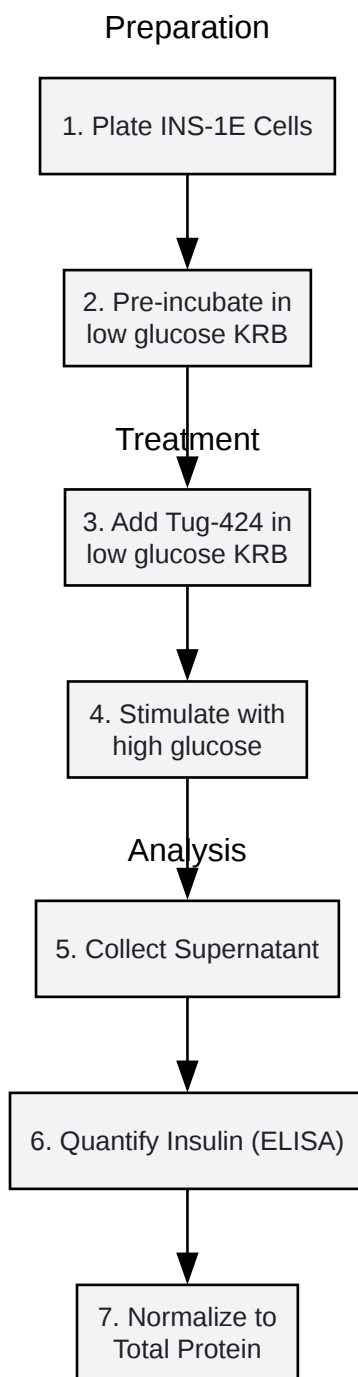 Preparation
1. Plate INS-1E Cells
2. Pre-incubate in
low glucose KRB
Treatment
3. Add Tug-424 in
low glucose KRB
4. Stimulate with
high glucose
Analysis
5. Collect Supernatant
6. Quantify Insulin (ELISA)
7. Normalize to
Total Protein